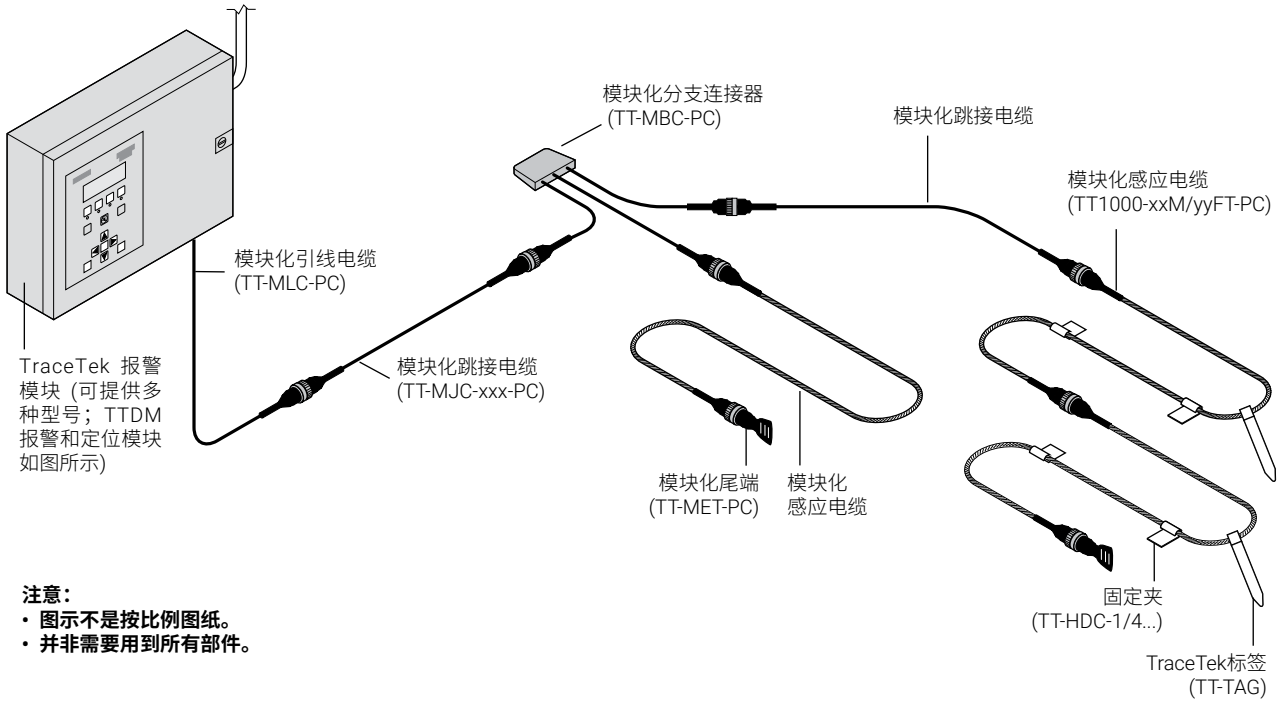 模块化分支连接器
(TT-MBC-PC)
模块化跳接电缆
模块化感应电缆
(TT1000-xxM/yyFT-PC)
模块化引线电缆
(TT-MLC-PC)
TraceTek 报警
模块 (可提供多
种型号；TTDM
报警和定位模块
如图所示)
模块化跳接电缆
(TT-MJC-xxx-PC)
模块化尾端
(TT-MET-PC)
模块化
感应电缆
固定夹
(TT-HDC-1/4...)
TraceTek标签
(TT-TAG)
注意：
• 图示不是按比例图纸。
• 并非需要用到所有部件。